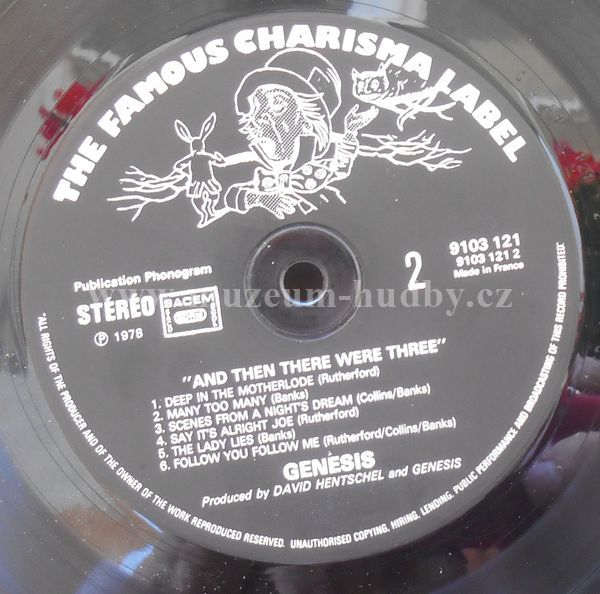 THE FAMOUS CHARISMA LABEL
Publication Phonogram
STEREO
SACEM
Ⓟ 1978
2
9103 121
9103 121 2
Made in France
www.muzeum-hudby.cz
"AND THEN THERE WERE THREE"
1. DEEP IN THE MOTHERLODE (Rutherford)
2. MANY TOO MANY (Banks)
3. SCENES FROM A NIGHT'S DREAM (Collins/Banks)
4. SAY IT'S ALRIGHT JOE (Rutherford)
5. THE LADY LIES (Banks)
6. FOLLOW YOU FOLLOW ME (Rutherford/Collins/Banks)
GENESIS
Produced by DAVID HENTSCHEL and GENESIS
"ALL RIGHTS OF THE PRODUCER AND OF THE OWNER OF THE WORK REPRODUCED RESERVED. UNAUTHORISED COPYING, HIRING, LENDING, PUBLIC PERFORMANCE AND BROADCASTING OF THIS RECORD PROHIBITED"